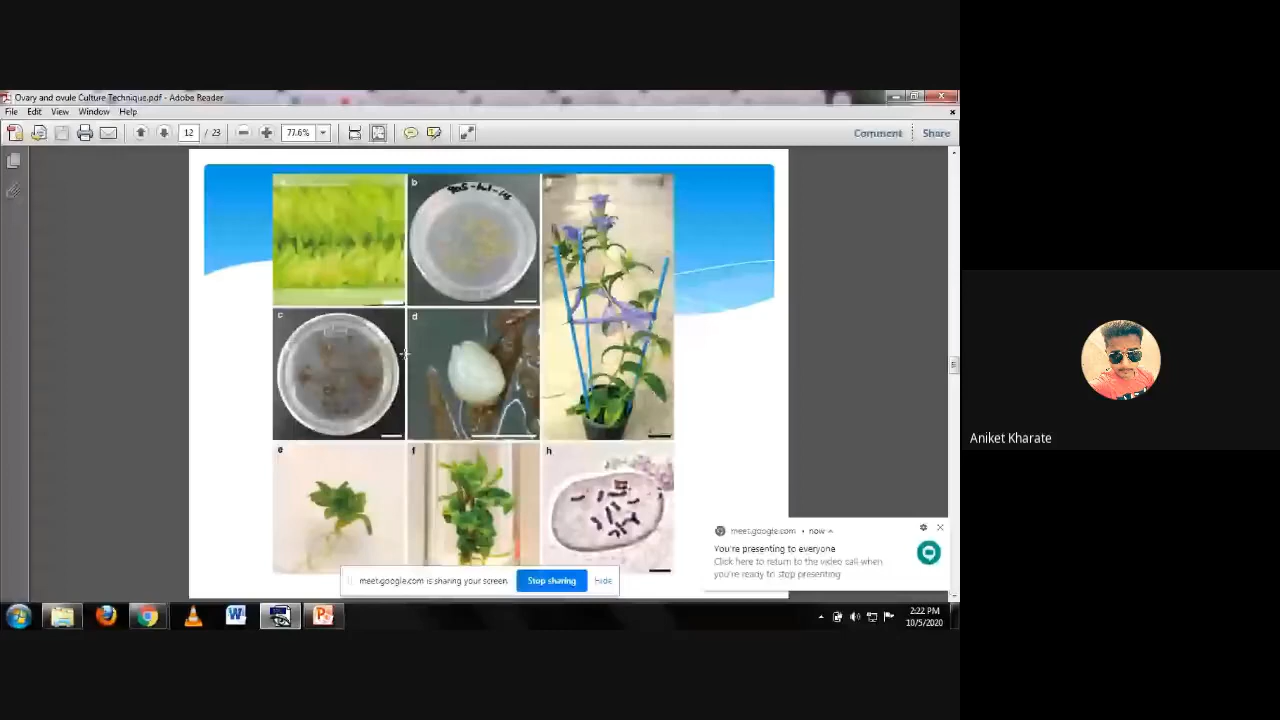 Ovary and ovule Culture Technique.pdf - Adobe Reader
File Edit View Window Help
12 / 23 77.6% Comment Share
a b g
c d
Aniket Kharate
e f h
meet.google.com • now
You're presenting to everyone
Click here to return to the video call when
you're ready to stop presenting
meet.google.com is sharing your screen. Stop sharing Hide
2:22 PM
10/5/2020